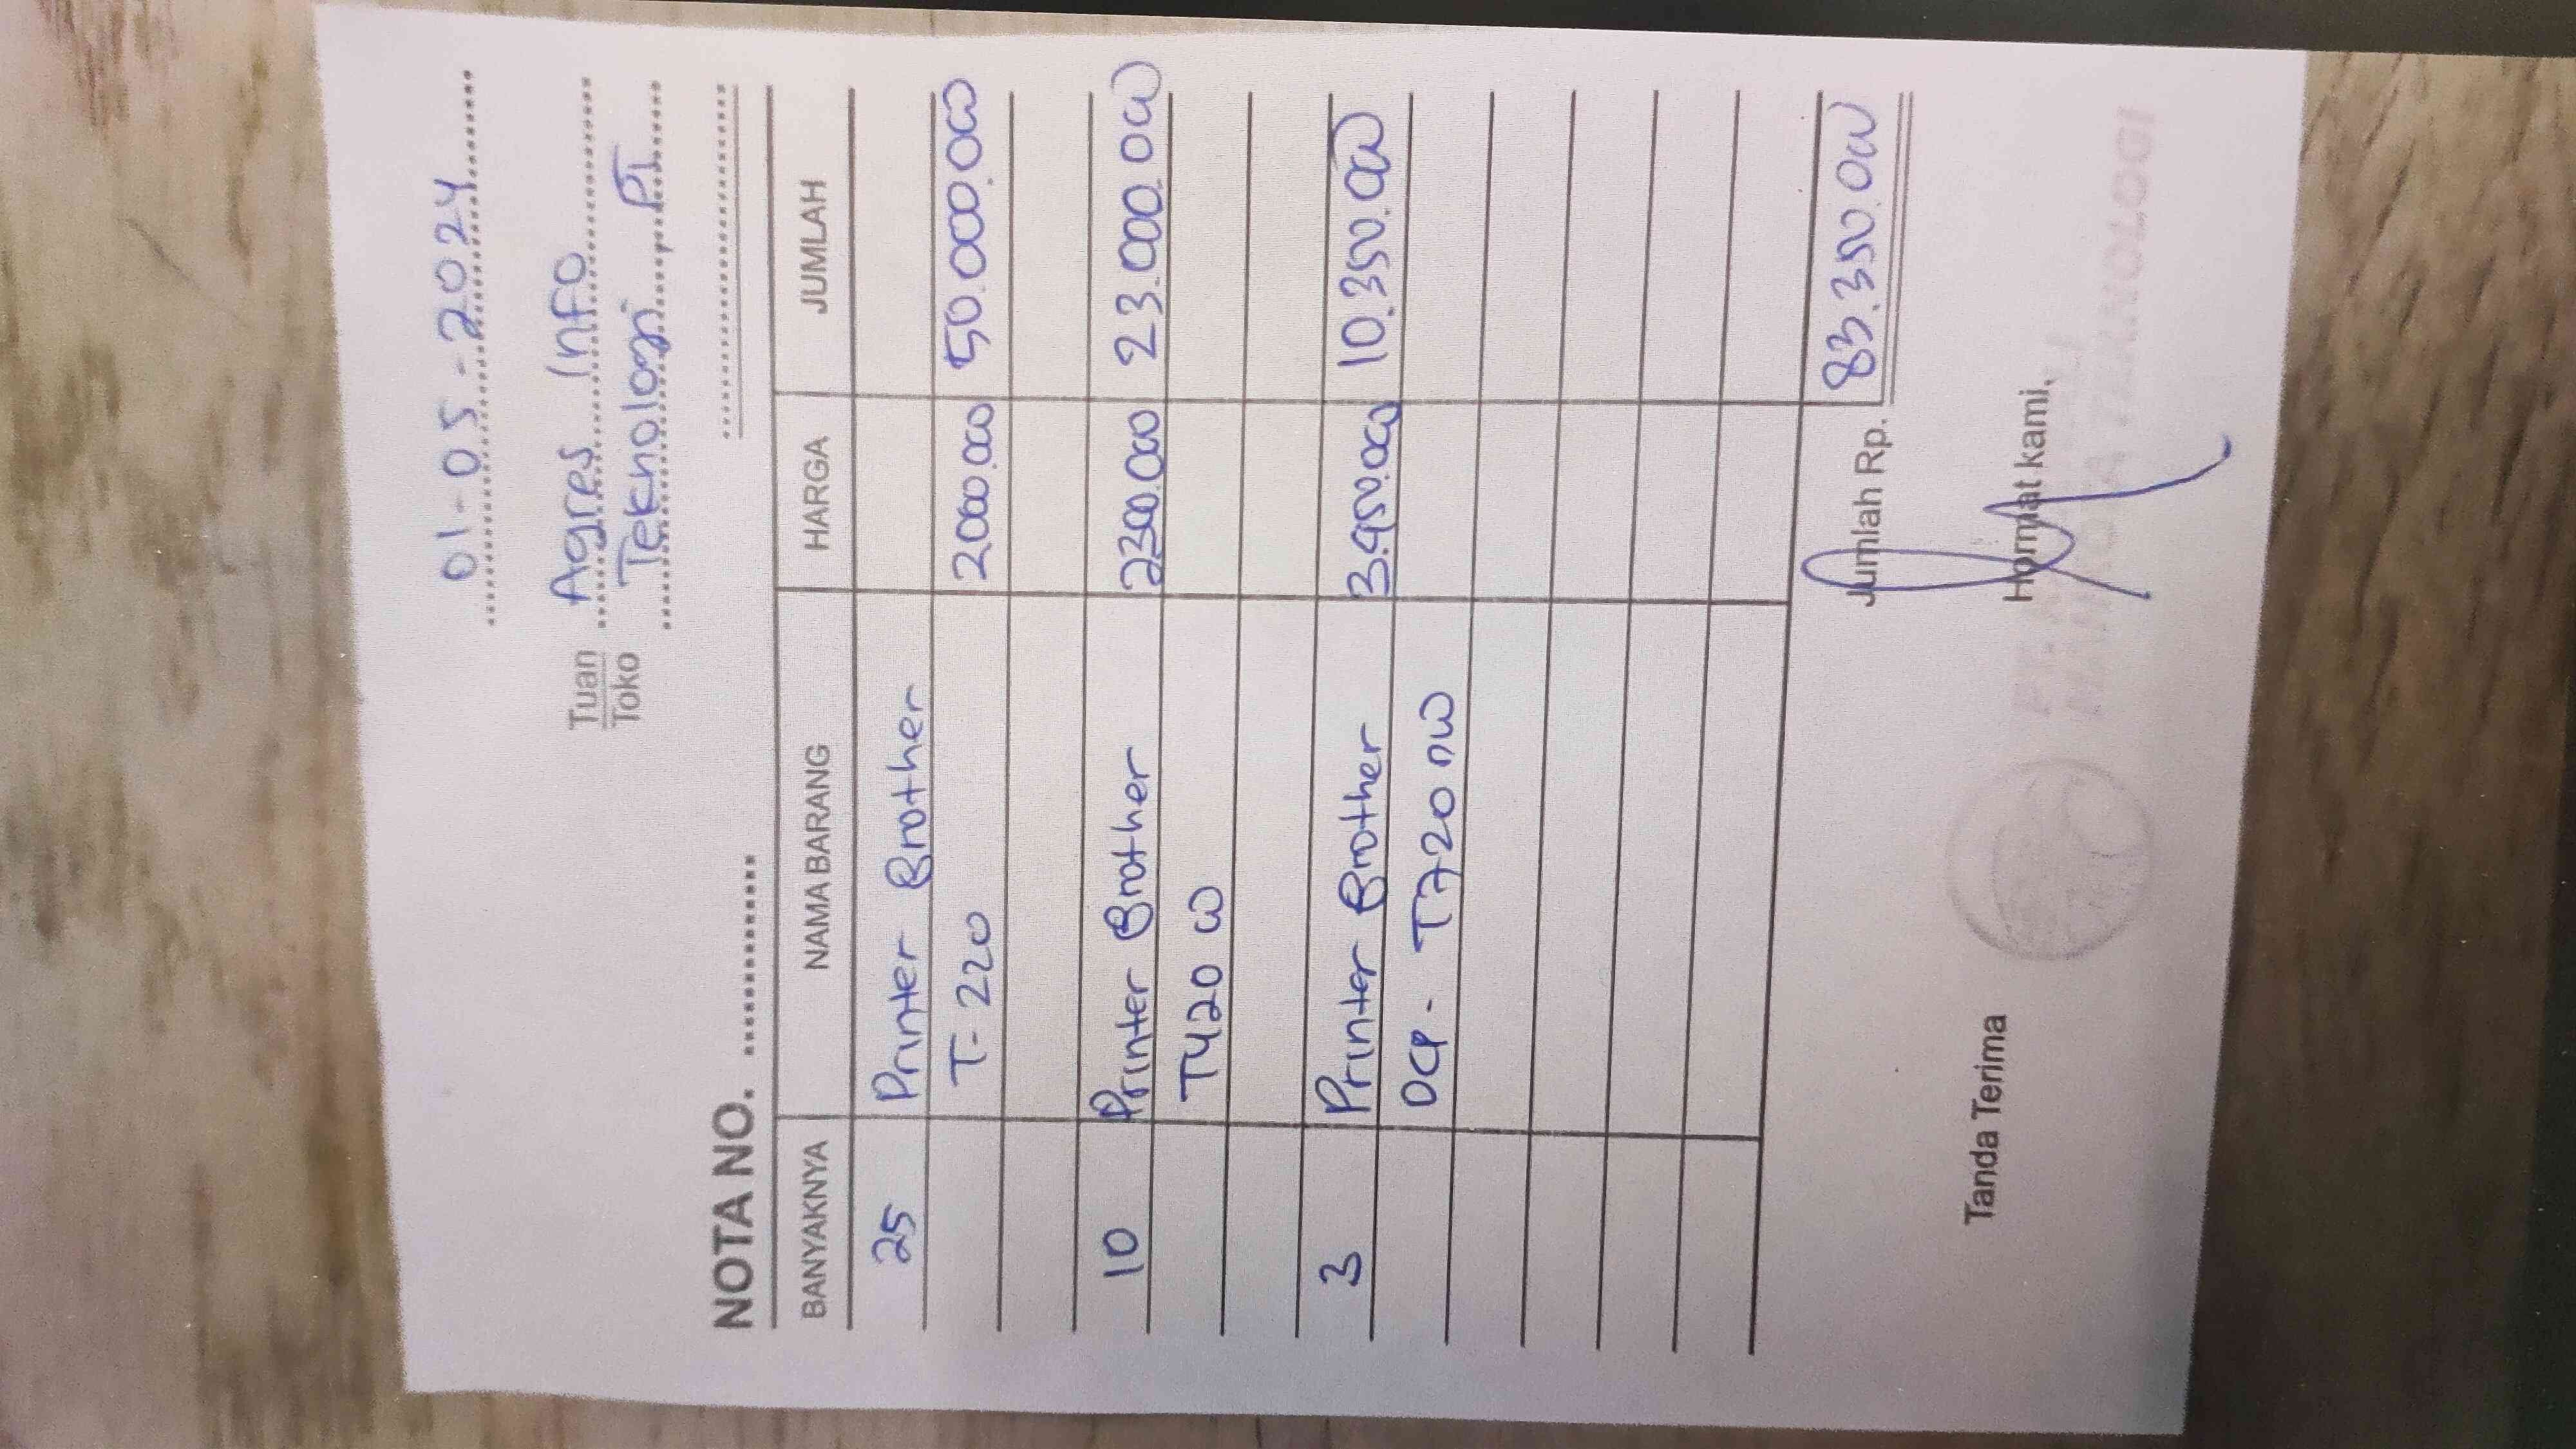 01-05-2024
Tuan Agres Info
Toko Teknologi PT
NOTA NO.
BANYAKNYA NAMA BARANG HARGA JUMLAH
25 Printer Brother
T-220 2000.000 50.000.000
10 Printer Brother 2300.000 23.000.000
T420 W
3 Printer Brother 3.450.000 10.350.000
DCP - T720 nw
Jumlah Rp. 83.350.000
Tanda Terima Hormat kami,
TEKNOLOGI